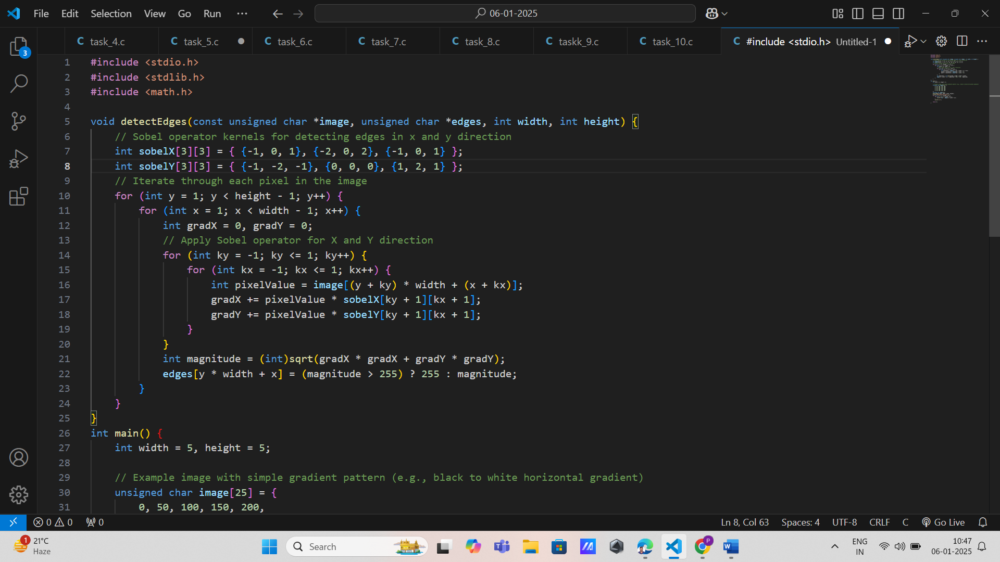 File Edit Selection View Go Run ··· 06-01-2025
task_4.c task_5.c task_6.c task_7.c task_8.c taskk_9.c task_10.c #include <stdio.h> Untitled-1
3
1 #include <stdio.h>
2 #include <stdlib.h>
3 #include <math.h>
4
5 void detectEdges(const unsigned char *image, unsigned char *edges, int width, int height) {
6     // Sobel operator kernels for detecting edges in x and y direction
7     int sobelX[3][3] = { {-1, 0, 1}, {-2, 0, 2}, {-1, 0, 1} };
8     int sobelY[3][3] = { {-1, -2, -1}, {0, 0, 0}, {1, 2, 1} };
9     // Iterate through each pixel in the image
10     for (int y = 1; y < height - 1; y++) {
11         for (int x = 1; x < width - 1; x++) {
12             int gradX = 0, gradY = 0;
13             // Apply Sobel operator for X and Y direction
14             for (int ky = -1; ky <= 1; ky++) {
15                 for (int kx = -1; kx <= 1; kx++) {
16                     int pixelValue = image[(y + ky) * width + (x + kx)];
17                     gradX += pixelValue * sobelX[ky + 1][kx + 1];
18                     gradY += pixelValue * sobelY[ky + 1][kx + 1];
19                 }
20             }
21             int magnitude = (int)sqrt(gradX * gradX + gradY * gradY);
22             edges[y * width + x] = (magnitude > 255) ? 255 : magnitude;
23         }
24     }
25 }
26 int main() {
27     int width = 5, height = 5;
28
29     // Example image with simple gradient pattern (e.g., black to white horizontal gradient)
30     unsigned char image[25] = {
31         0, 50, 100, 150, 200,
0 0 0 Ln 8, Col 63 Spaces: 4 UTF-8 CRLF C Go Live
1 21°C Search ENG 10:47
Haze IN 06-01-2025